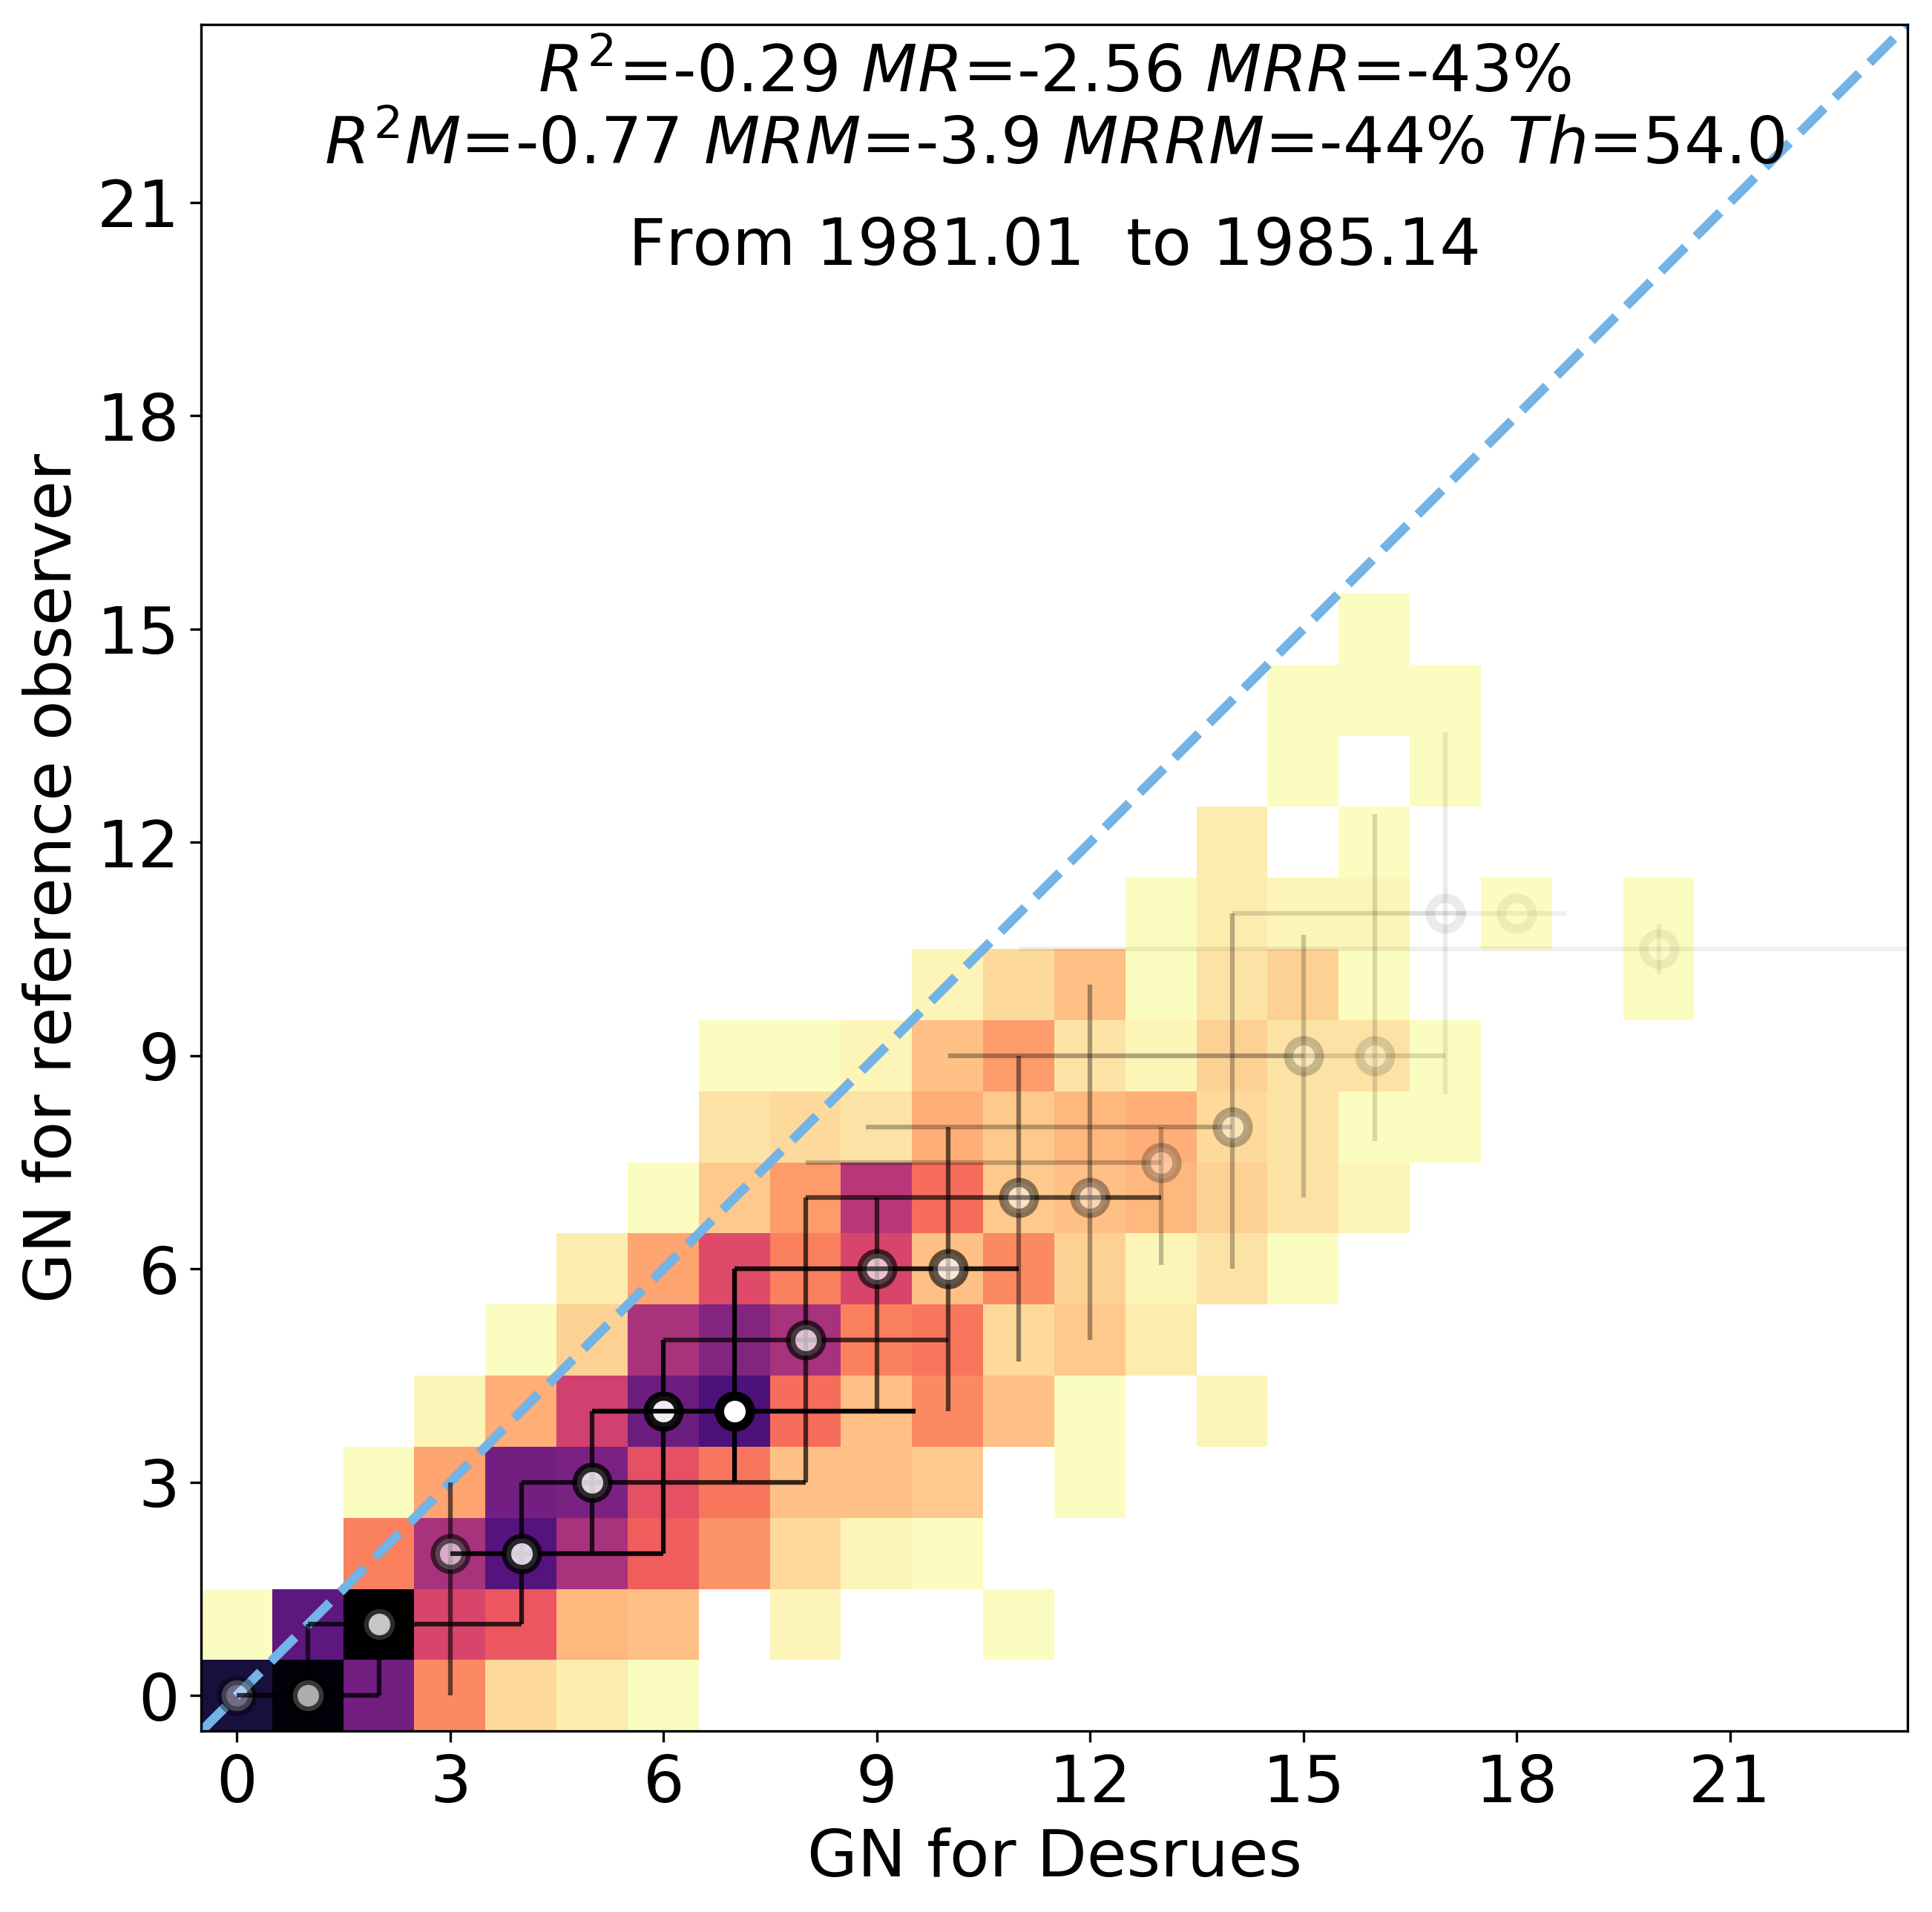 R²=-0.29 MR=-2.56 MRR=-43%
R²M=-0.77 MRM=-3.9 MRRM=-44% Th=54.0
From 1981.01 to 1985.14
GN for reference observer
21
18
15
12
9
6
3
0
0 3 6 9 12 15 18 21
GN for Desrues